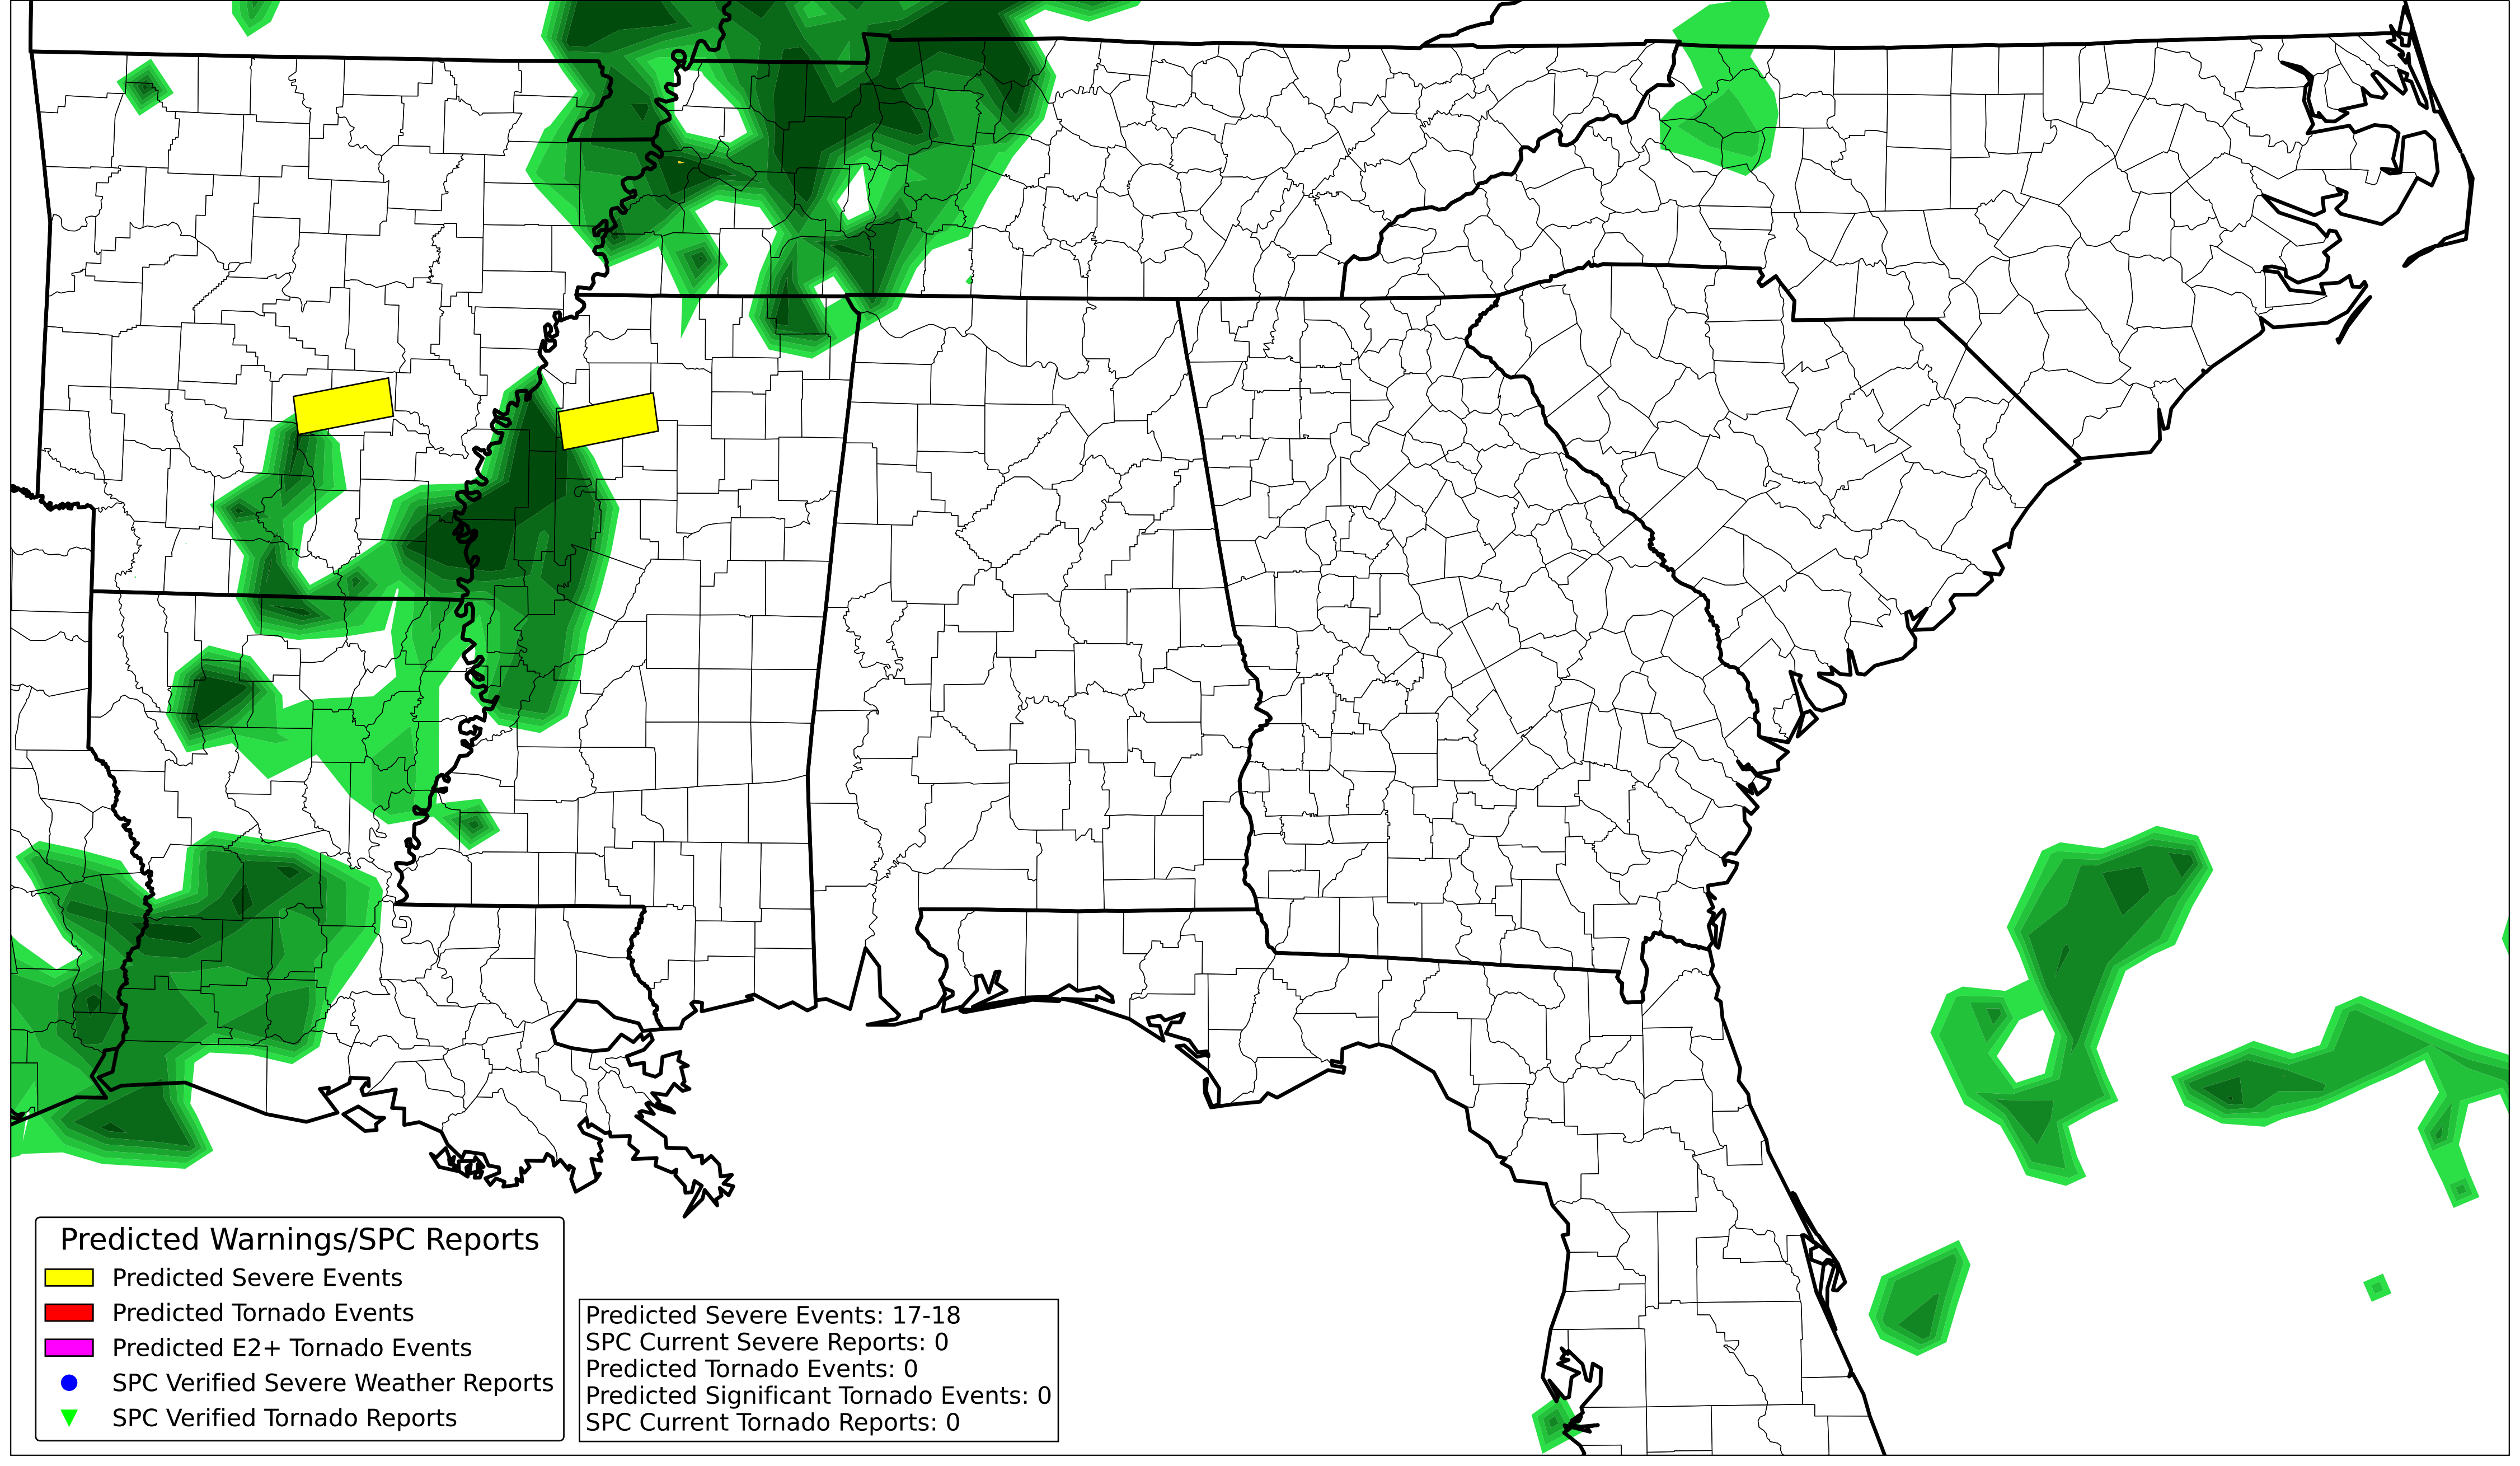 Predicted Warnings/SPC Reports
Predicted Severe Events
Predicted Tornado Events
Predicted E2+ Tornado Events
SPC Verified Severe Weather Reports
SPC Verified Tornado Reports
Predicted Severe Events: 17-18
SPC Current Severe Reports: 0
Predicted Tornado Events: 0
Predicted Significant Tornado Events: 0
SPC Current Tornado Reports: 0